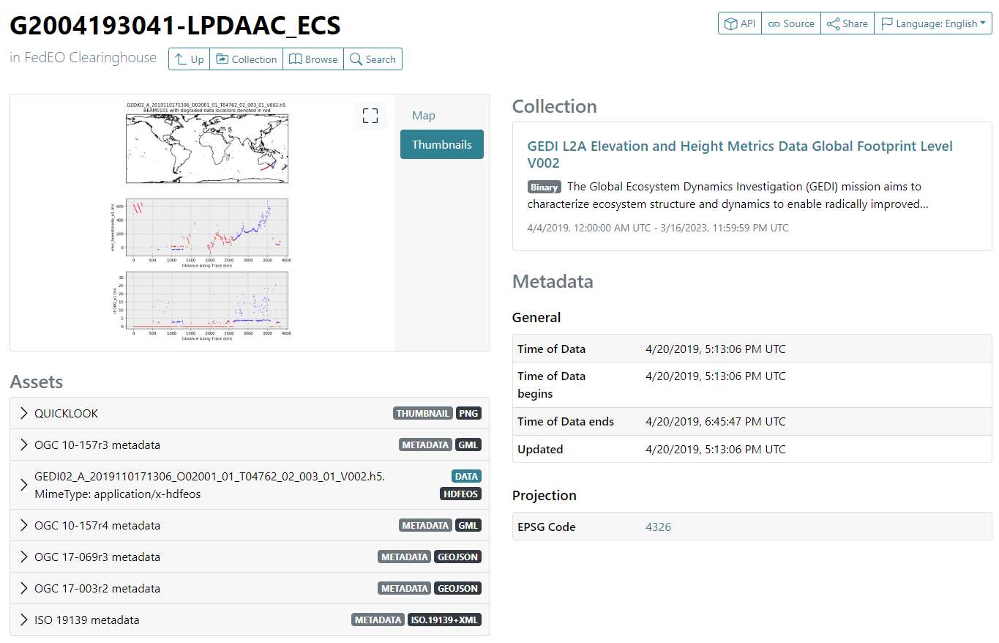 G2004193041-LPDAAC_ECS
API
Source
Share
Language: English
in FedEO Clearinghouse
Up
Collection
Browse
Search
GEDI02_A_2019110171306_O02001_01_T04762_02_003_01_V002.h5
BEAM0101 with degraded data locations denoted in red
elev_lowestmode_a1 (m)
600
400
200
0
0 500 1000 1500 2000 2500 3000 3500 4000
Distance Along Track (km)
rh100_a1 (m)
30
25
20
15
10
5
0
0 500 1000 1500 2000 2500 3000 3500 4000
Distance Along Track (km)
Map
Thumbnails
Assets
QUICKLOOK THUMBNAIL PNG
OGC 10-157r3 metadata METADATA GML
GEDI02_A_2019110171306_O02001_01_T04762_02_003_01_V002.h5. DATA
MimeType: application/x-hdfeos HDFEOS
OGC 10-157r4 metadata METADATA GML
OGC 17-069r3 metadata METADATA GEOJSON
OGC 17-003r2 metadata METADATA GEOJSON
ISO 19139 metadata METADATA ISO.19139+XML
Collection
GEDI L2A Elevation and Height Metrics Data Global Footprint Level
V002
Binary The Global Ecosystem Dynamics Investigation (GEDI) mission aims to
characterize ecosystem structure and dynamics to enable radically improved...
4/4/2019, 12:00:00 AM UTC - 3/16/2023, 11:59:59 PM UTC
Metadata
General
Time of Data 4/20/2019, 5:13:06 PM UTC
Time of Data 4/20/2019, 5:13:06 PM UTC
begins
Time of Data ends 4/20/2019, 6:45:47 PM UTC
Updated 4/20/2019, 5:13:06 PM UTC
Projection
EPSG Code 4326